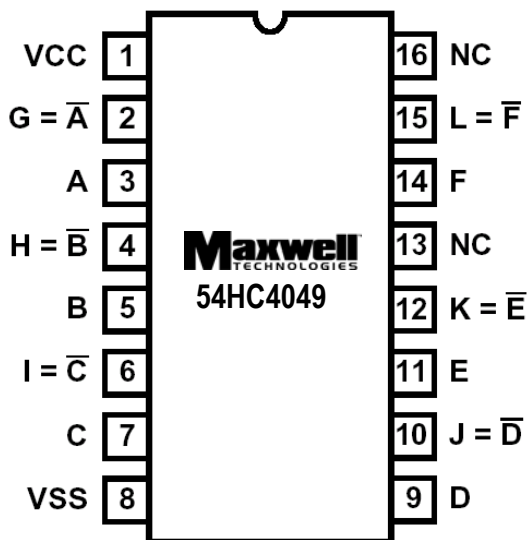 VCC 1
G = A̅ 2
A 3
H = B̅ 4
B 5
I = C̅ 6
C 7
VSS 8
16 NC
15 L = F̅
14 F
13 NC
12 K = E̅
11 E
10 J = D̅
9 D
Maxwell
TECHNOLOGIES
54HC4049